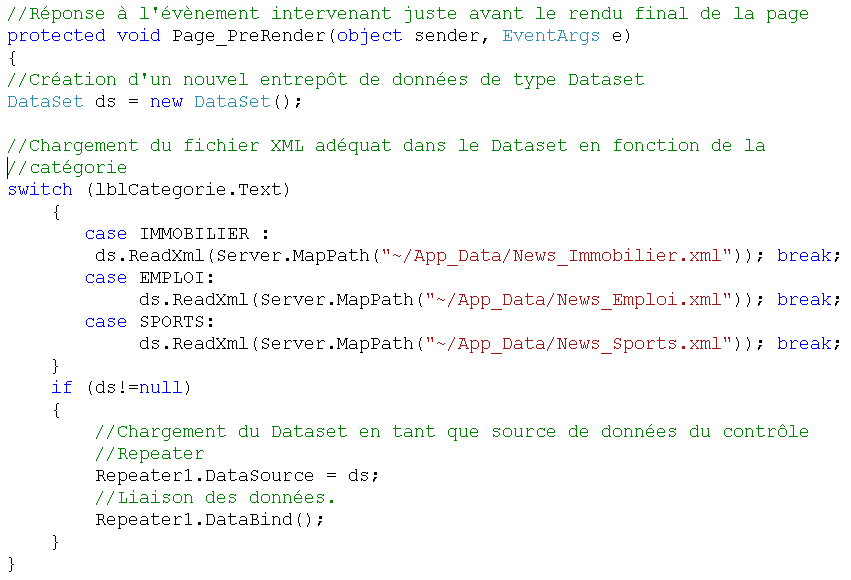 //Réponse à l'évènement intervenant juste avant le rendu final de la page
protected void Page_PreRender(object sender, EventArgs e)
{
//Création d'un nouvel entrepôt de données de type Dataset
DataSet ds = new DataSet();
//Chargement du fichier XML adéquat dans le Dataset en fonction de la
//catégorie
switch (lblCategorie.Text)
{
case IMMOBILIER :
ds.ReadXml(Server.MapPath("~/App_Data/News_Immobilier.xml")); break;
case EMPLOI:
ds.ReadXml(Server.MapPath("~/App_Data/News_Emploi.xml")); break;
case SPORTS:
ds.ReadXml(Server.MapPath("~/App_Data/News_Sports.xml")); break;
}
if (ds!=null)
{
//Chargement du Dataset en tant que source de données du contrôle
//Repeater
Repeater1.DataSource = ds;
//Liaison des données.
Repeater1.DataBind();
}
}